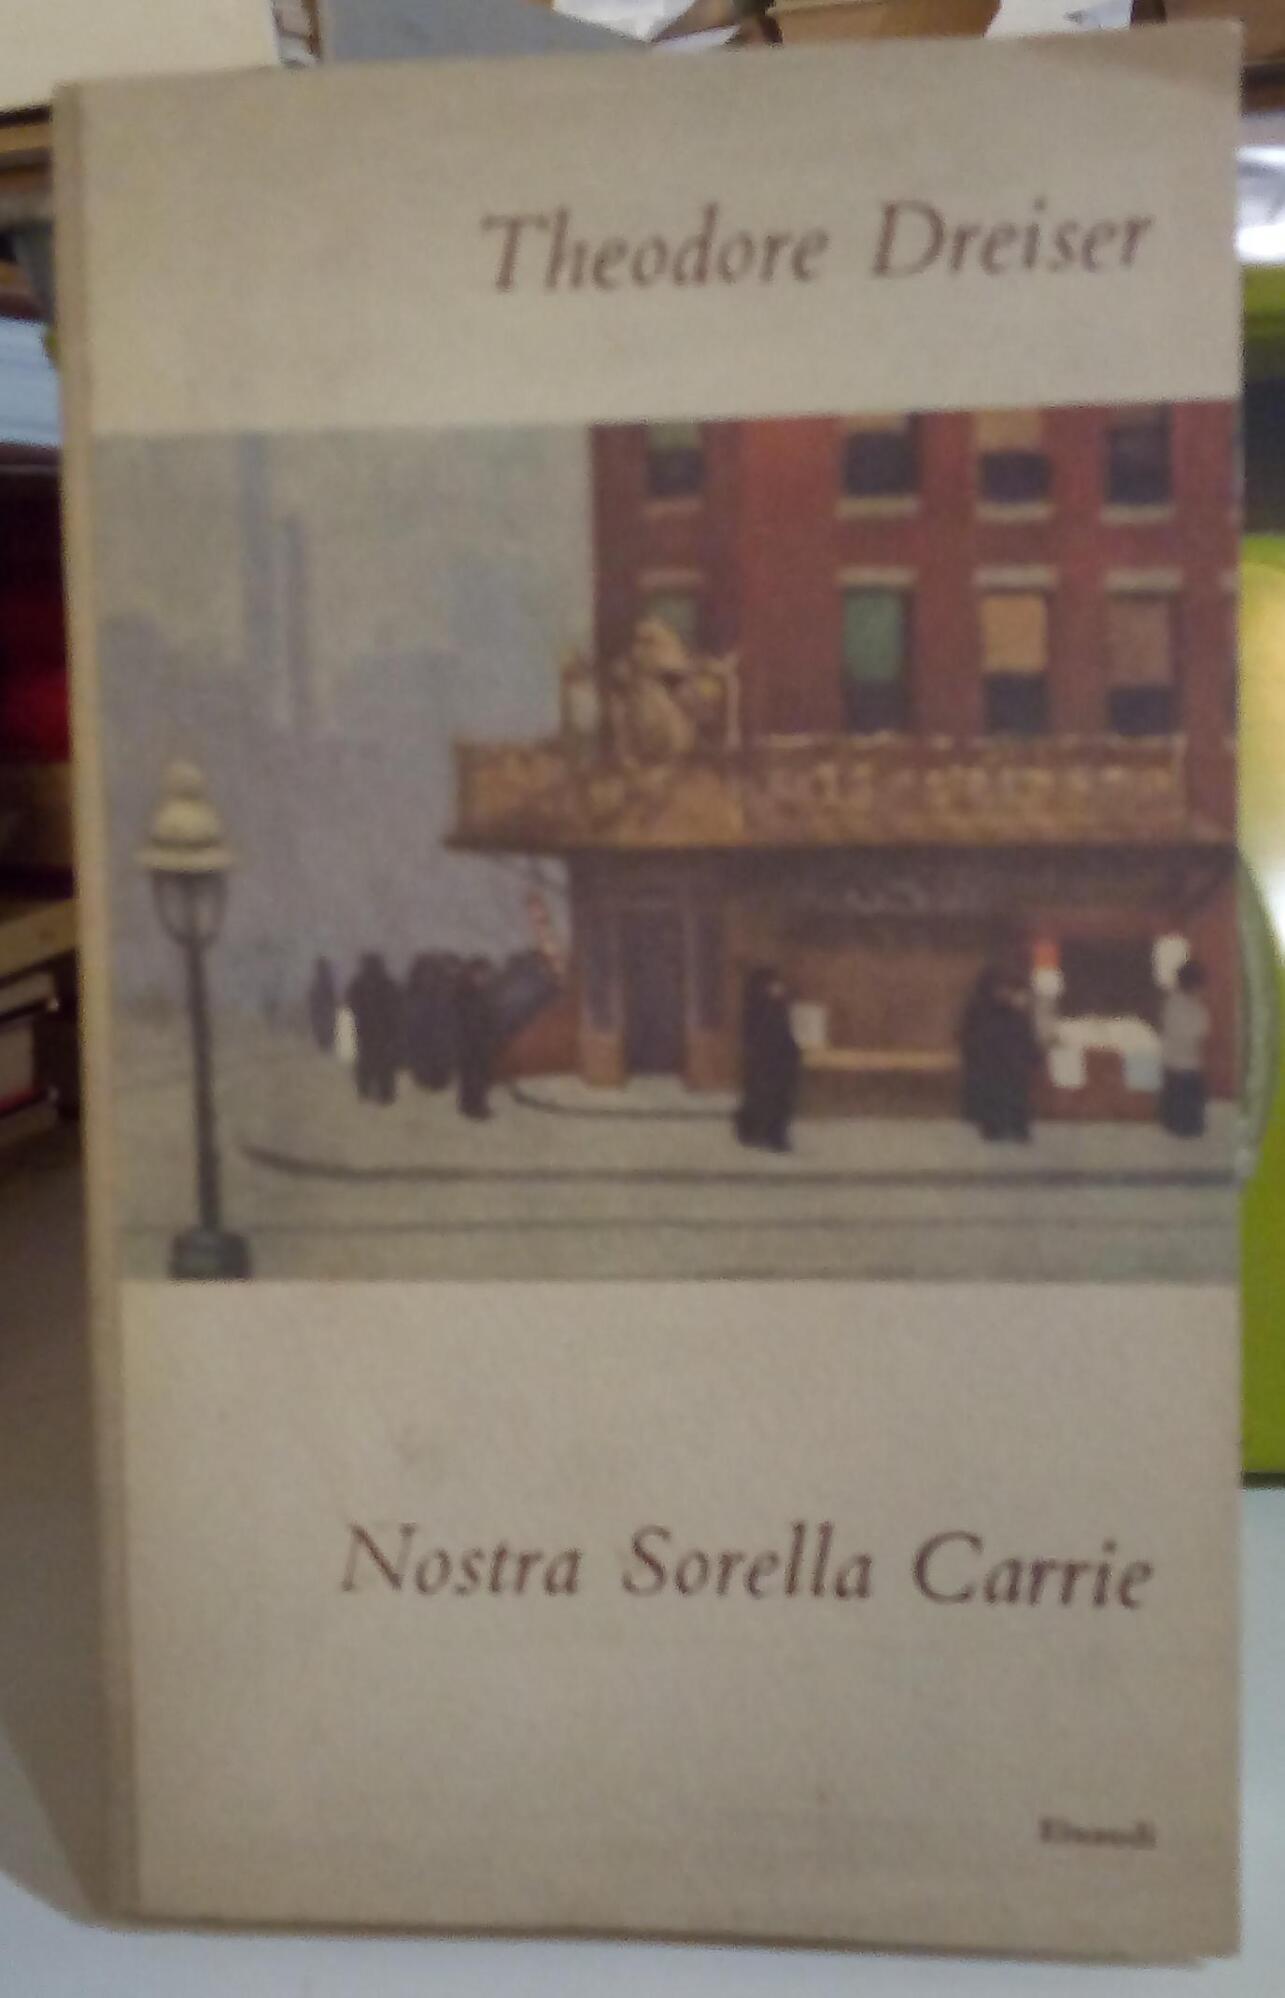 Theodore Dreiser
Nostra Sorella Carrie
Einaudi